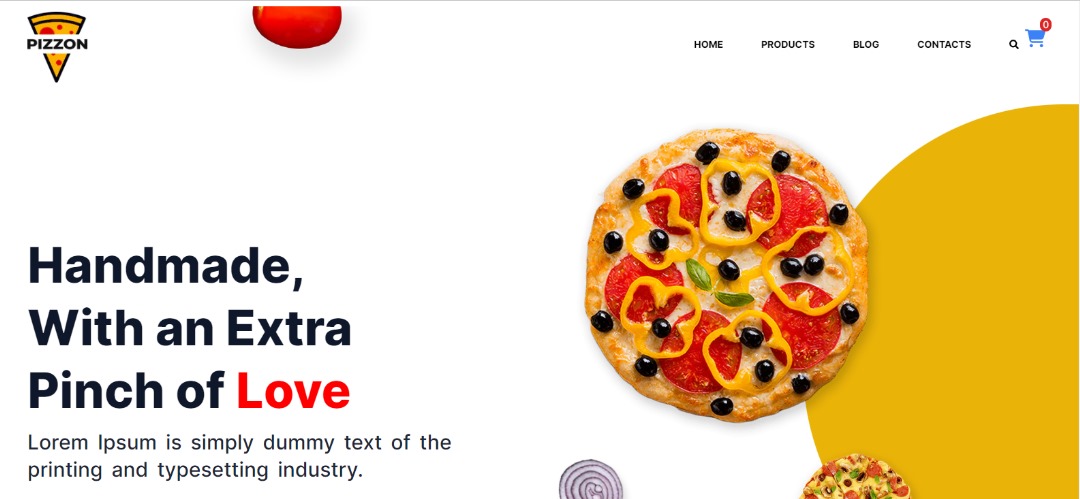 PIZZON
HOME PRODUCTS BLOG CONTACTS
0
Handmade,
With an Extra
Pinch of Love
Lorem Ipsum is simply dummy text of the
printing and typesetting industry.